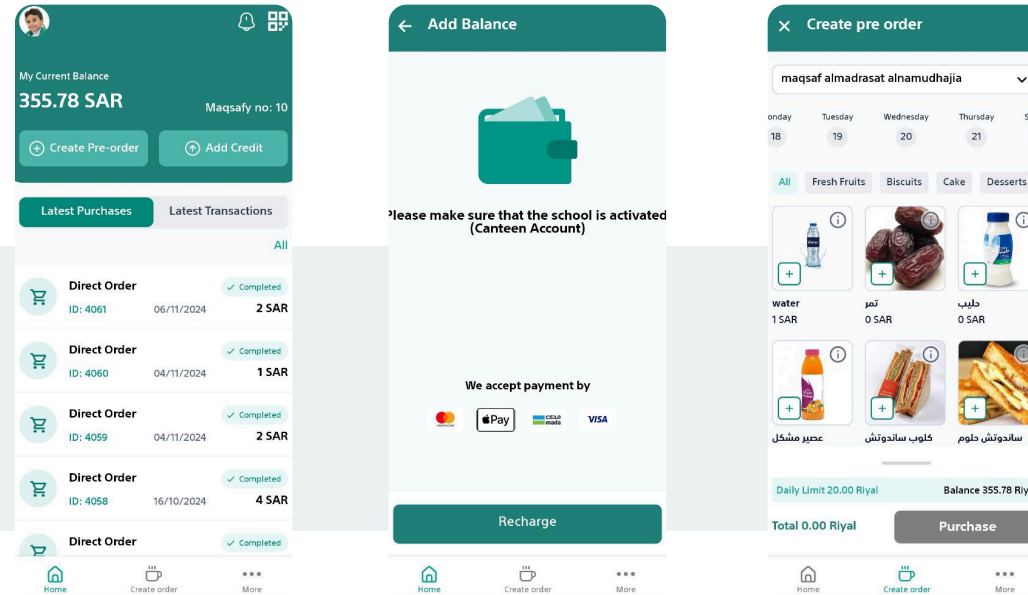 My Current Balance
355.78 SAR
Maqsafy no: 10
Create Pre-order
Add Credit
Latest Purchases
Latest Transactions
All
Direct Order
Completed
ID: 4061
06/11/2024
2 SAR
Direct Order
Completed
ID: 4060
04/11/2024
1 SAR
Direct Order
Completed
ID: 4059
04/11/2024
2 SAR
Direct Order
Completed
ID: 4058
16/10/2024
4 SAR
Direct Order
Completed
Home
Create order
More
Add Balance
Please make sure that the school is activated
(Canteen Account)
We accept payment by
Pay
mada
VISA
Recharge
Home
Create order
More
Create pre order
maqsaf almadrasat alnamudhajia
onday
Tuesday
Wednesday
Thursday
S
18
19
20
21
All
Fresh Fruits
Biscuits
Cake
Desserts
water
1 SAR
تمر
0 SAR
حليب
0 SAR
عصير مشكل
كلوب ساندوتش
ساندوتش حلوم
Daily Limit 20.00 Riyal
Balance 355.78 Riy
Total 0.00 Riyal
Purchase
Home
Create order
More